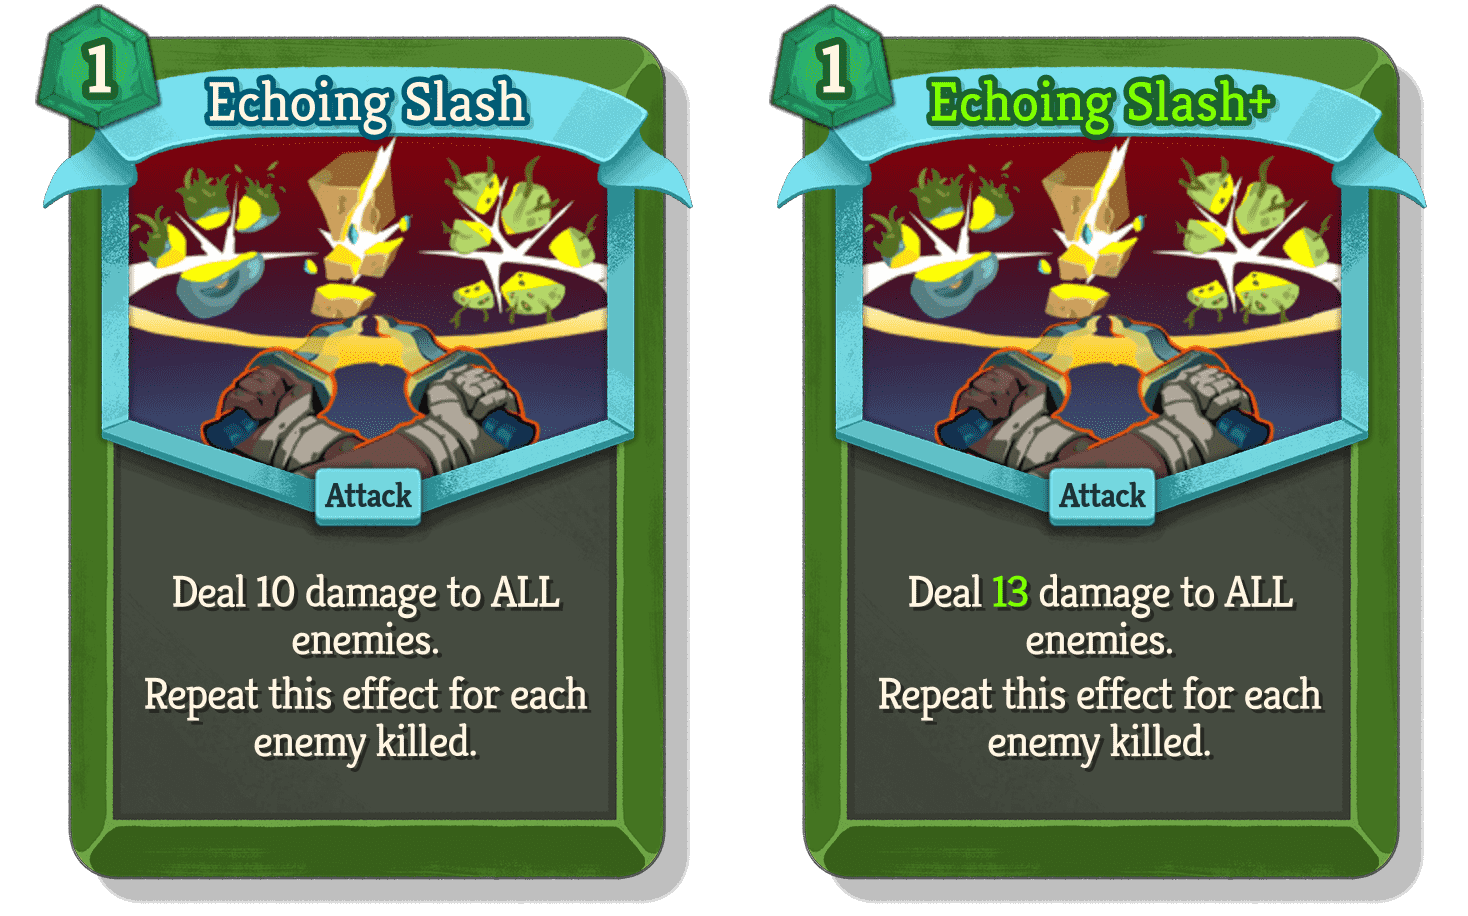 1
Echoing Slash
Attack
Deal 10 damage to ALL
enemies.
Repeat this effect for each
enemy killed.
1
Echoing Slash+
Attack
Deal 13 damage to ALL
enemies.
Repeat this effect for each
enemy killed.